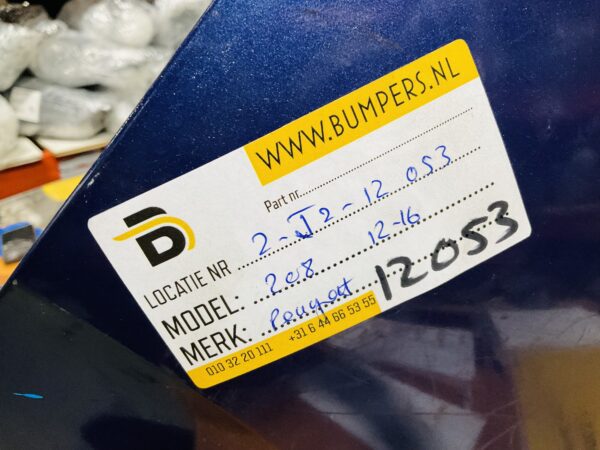 WWW.BUMPERS.NL
Part nr.
LOCATIE NR 2-J2-12 053
MODEL: 208 12-16
MERK: Peugeot 12053
010 32 20 111 +31 6 44 66 53 55